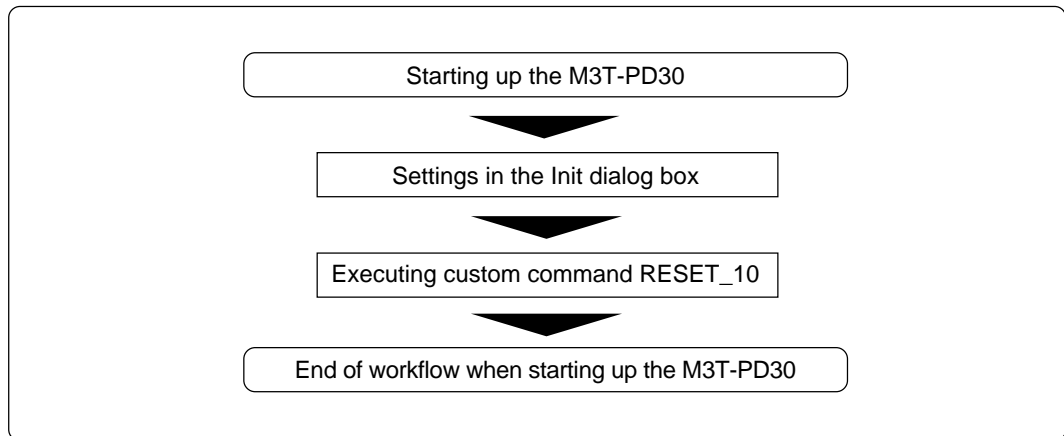 Starting up the M3T-PD30
Settings in the Init dialog box
Executing custom command RESET_10
End of workflow when starting up the M3T-PD30